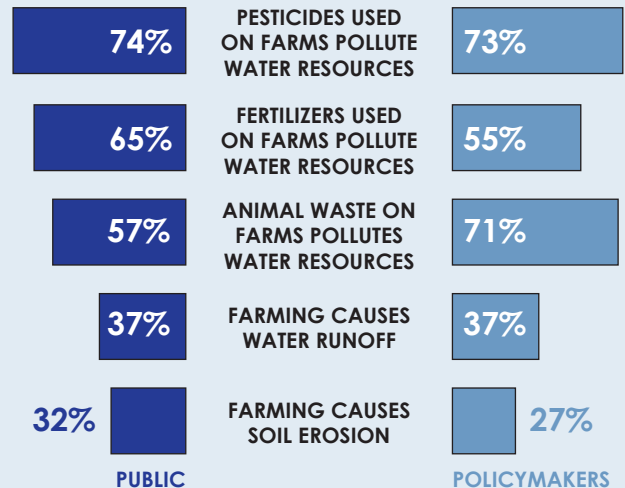 PESTICIDES USED
74% ON FARMS POLLUTE 73%
WATER RESOURCES
FERTILIZERS USED
65% ON FARMS POLLUTE 55%
WATER RESOURCES
ANIMAL WASTE ON
57% FARMS POLLUTES 71%
WATER RESOURCES
37% FARMING CAUSES 37%
WATER RUNOFF
32% FARMING CAUSES 27%
SOIL EROSION
PUBLIC POLICYMAKERS